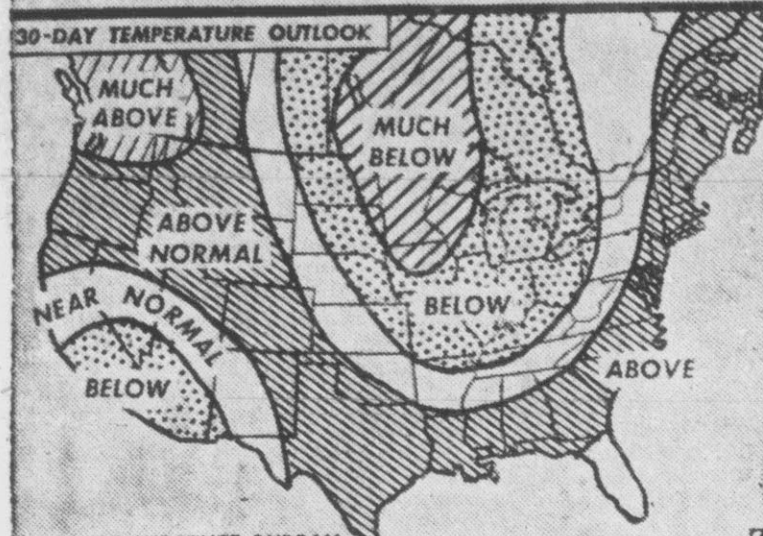 30-DAY TEMPERATURE OUTLOOK
MUCH
ABOVE
MUCH
BELOW
ABOVE
NORMAL
NEAR NORMAL
BELOW
BELOW
ABOVE